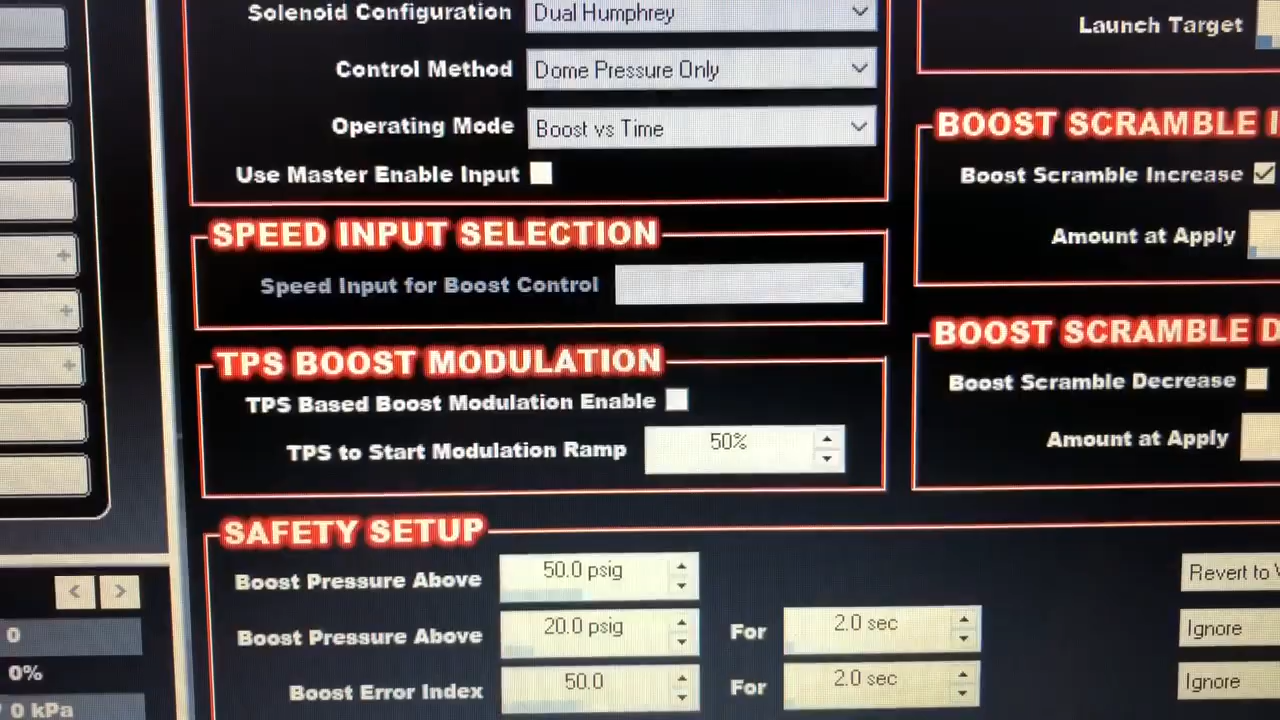 Solenoid Configuration Dual Humphrey
Launch Target
Control Method Dome Pressure Only
Operating Mode Boost vs Time
Use Master Enable Input
BOOST SCRAMBLE
Boost Scramble Increase
Amount at Apply
SPEED INPUT SELECTION
Speed Input for Boost Control
BOOST SCRAMBLE D
Boost Scramble Decrease
Amount at Apply
TPS BOOST MODULATION
TPS Based Boost Modulation Enable
TPS to Start Modulation Ramp 50%
SAFETY SETUP
Boost Pressure Above 50.0 psig Revert to
Boost Pressure Above 20.0 psig For 2.0 sec Ignore
Boost Error Index 50.0 For 2.0 sec Ignore
< >
0
0%
0 kPa